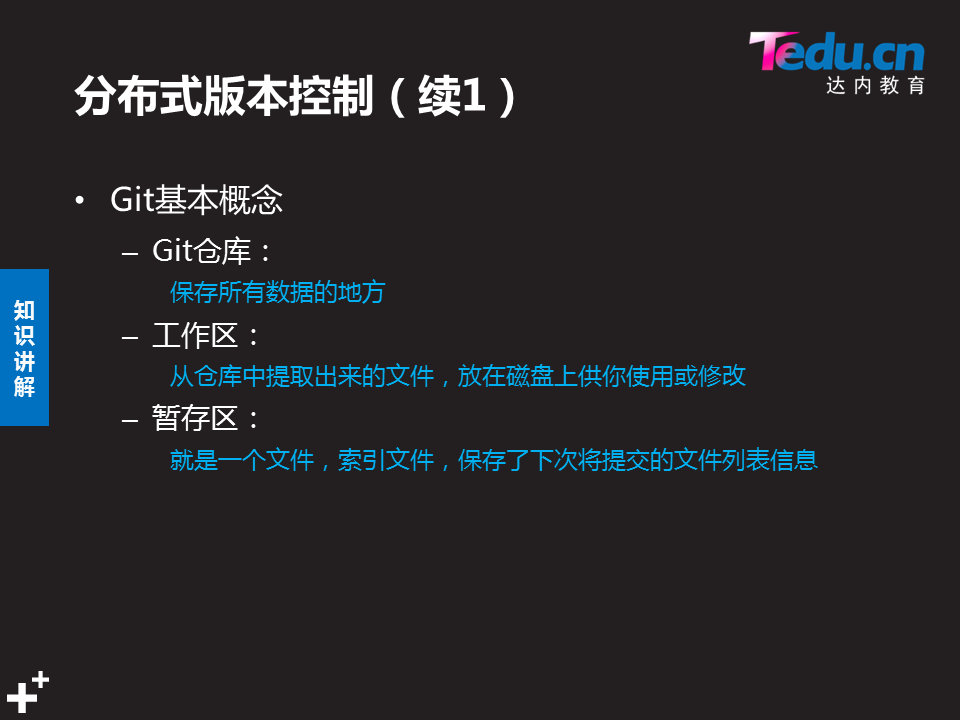 Tedu.cn
达内教育
分布式版本控制（续1）
• Git基本概念
– Git仓库：
保存所有数据的地方
– 工作区：
从仓库中提取出来的文件，放在磁盘上供你使用或修改
– 暂存区：
就是一个文件，索引文件，保存了下次将提交的文件列表信息
知识讲解